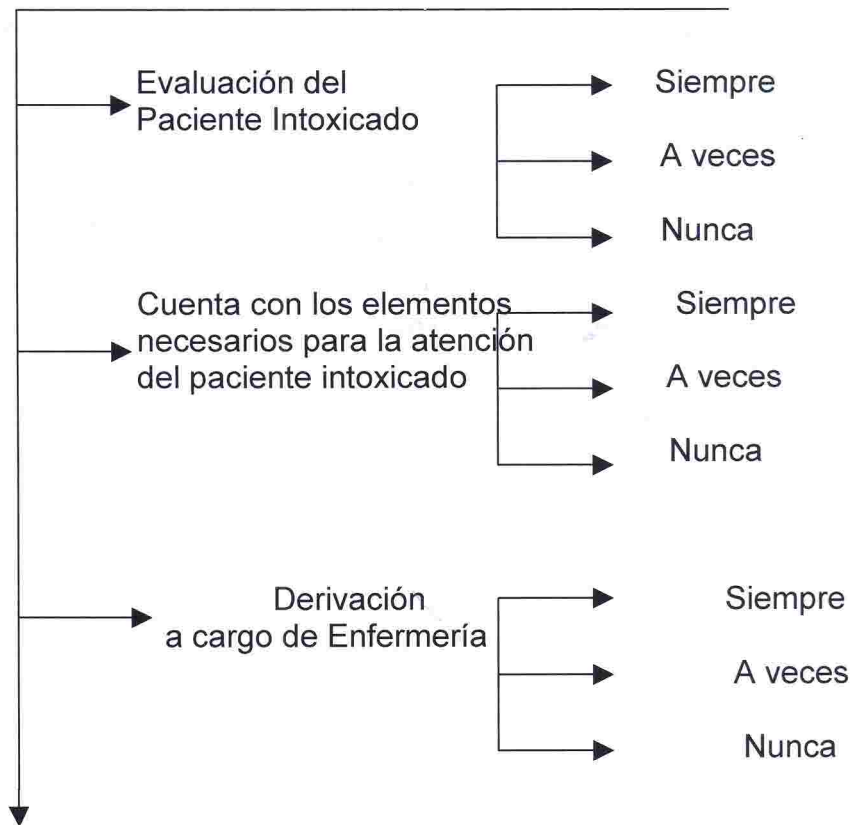 Evaluación del
Paciente Intoxicado
Siempre
A veces
Nunca
Cuenta con los elementos
necesarios para la atención
del paciente intoxicado
Siempre
A veces
Nunca
Derivación
a cargo de Enfermería
Siempre
A veces
Nunca